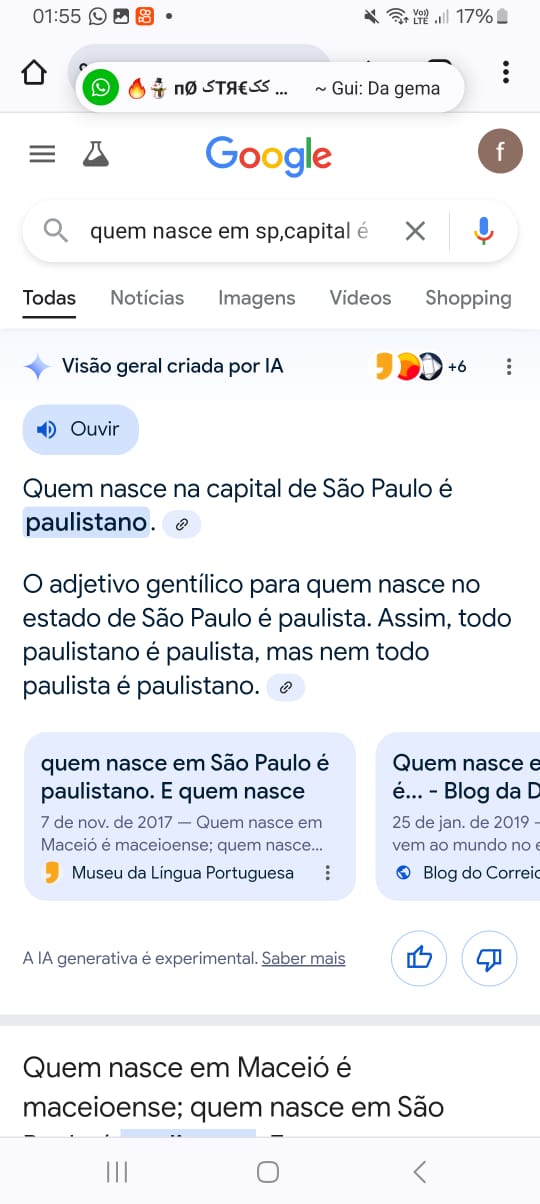 01:55
Vo))
LTE
17%
~ Gui: Da gema
Google
f
quem nasce em sp,capital é
Todas Notícias Imagens Vídeos Shopping
Visão geral criada por IA
+6
Ouvir
Quem nasce na capital de São Paulo é
paulistano.
O adjetivo gentílico para quem nasce no
estado de São Paulo é paulista. Assim, todo
paulistano é paulista, mas nem todo
paulista é paulistano.
quem nasce em São Paulo é
paulistano. E quem nasce
7 de nov. de 2017 — Quem nasce em
Maceió é maceioense; quem nasce...
Museu da Língua Portuguesa
Quem nasce e
é... - Blog da D
25 de jan. de 2019 -
vem ao mundo no e
Blog do Correio
A IA generativa é experimental. Saber mais
Quem nasce em Maceió é
maceioense; quem nasce em São